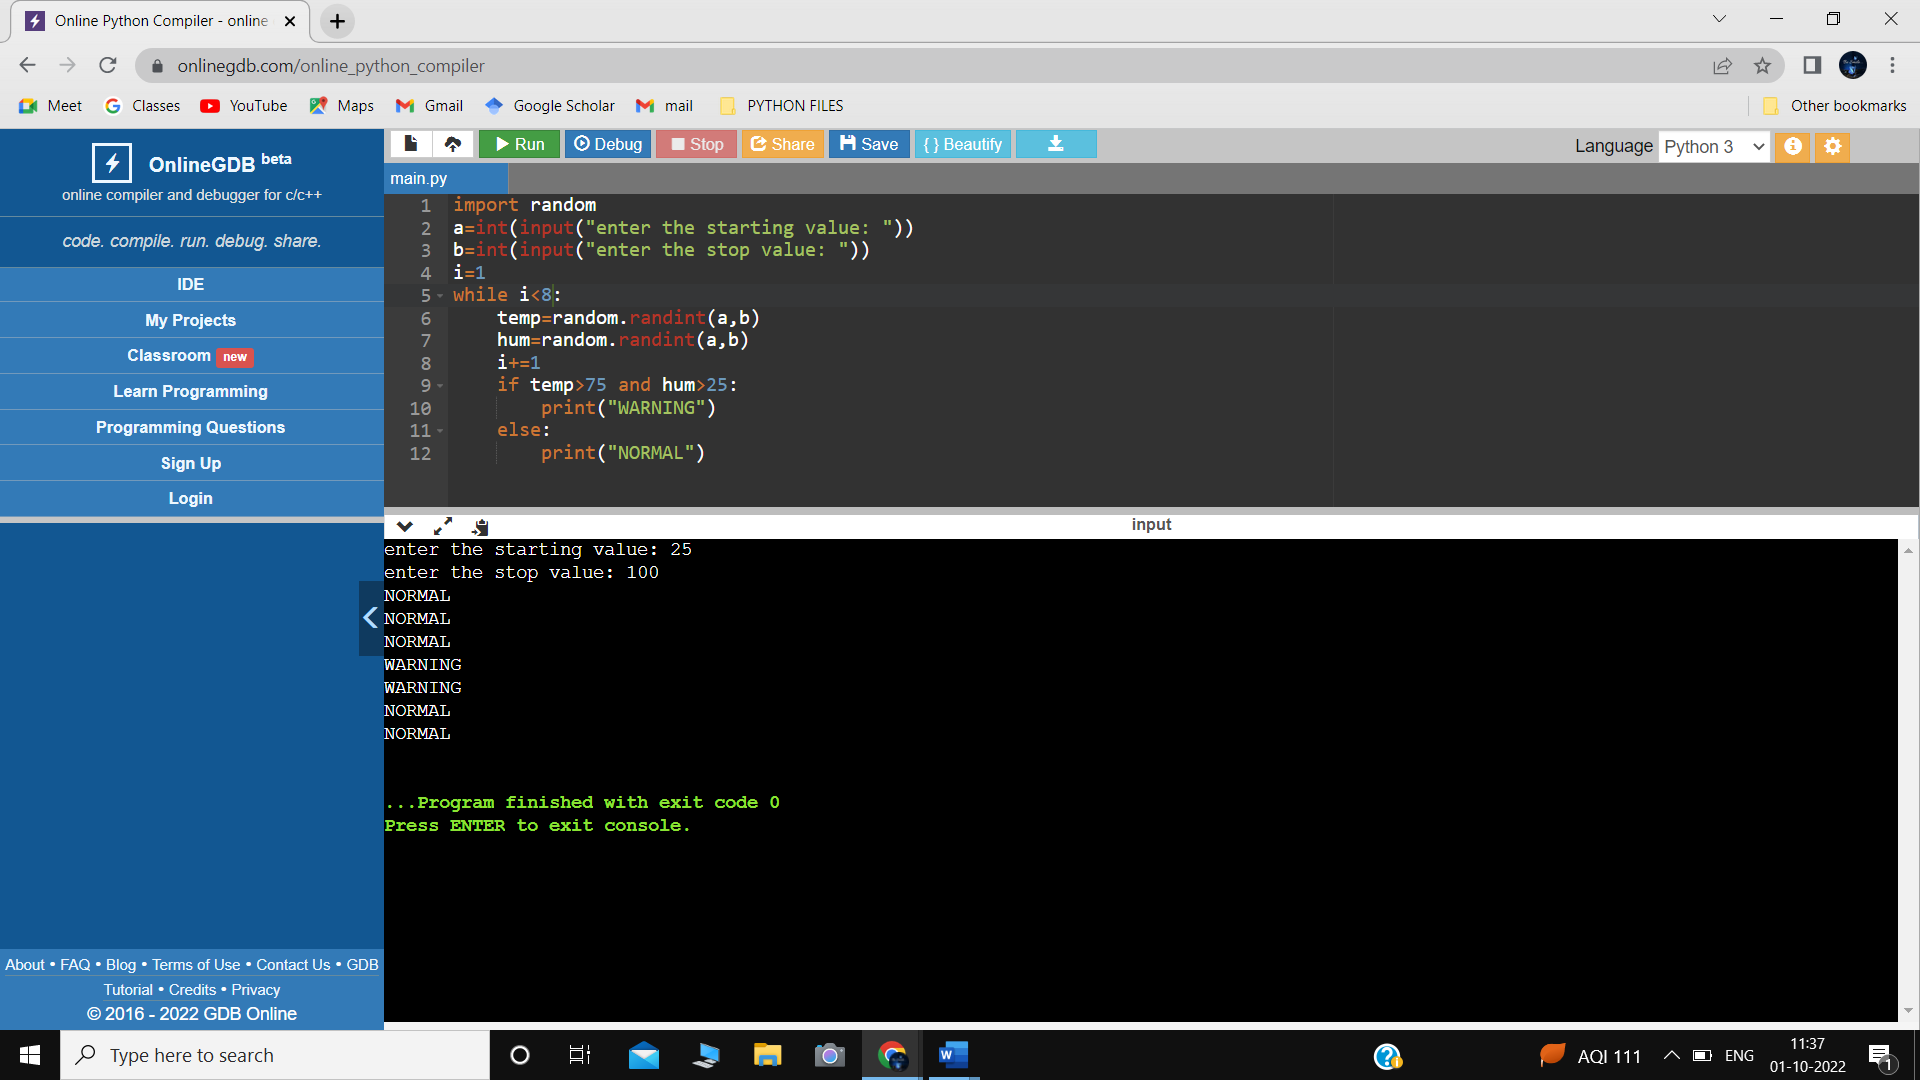 Online Python Compiler - online
onlinegdb.com/online_python_compiler
Meet Classes YouTube Maps Gmail Google Scholar mail PYTHON FILES Other bookmarks
OnlineGDB beta
online compiler and debugger for c/c++
code. compile. run. debug. share.
IDE
My Projects
Classroom new
Learn Programming
Programming Questions
Sign Up
Login
About • FAQ • Blog • Terms of Use • Contact Us • GDB
Tutorial • Credits • Privacy
© 2016 - 2022 GDB Online
Run Debug Stop Share Save { } Beautify Language Python 3
main.py
1 import random
2 a=int(input("enter the starting value: "))
3 b=int(input("enter the stop value: "))
4 i=1
5 while i<8:
6 temp=random.randint(a,b)
7 hum=random.randint(a,b)
8 i+=1
9 if temp>75 and hum>25:
10 print("WARNING")
11 else:
12 print("NORMAL")
input
enter the starting value: 25
enter the stop value: 100
NORMAL
NORMAL
NORMAL
WARNING
WARNING
NORMAL
NORMAL
...Program finished with exit code 0
Press ENTER to exit console.
Type here to search
AQI 111 ENG
11:37
01-10-2022
1